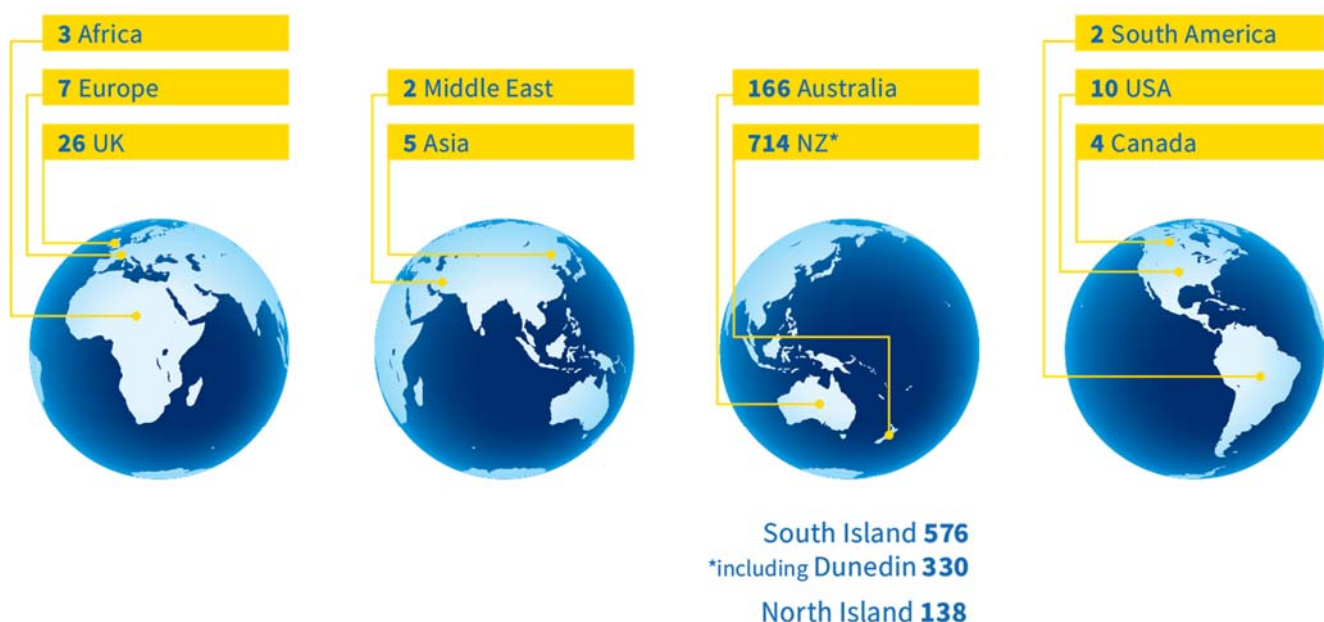 3 Africa
7 Europe
26 UK
2 Middle East
5 Asia
166 Australia
714 NZ*
2 South America
10 USA
4 Canada
South Island 576
*including Dunedin 330
North Island 138